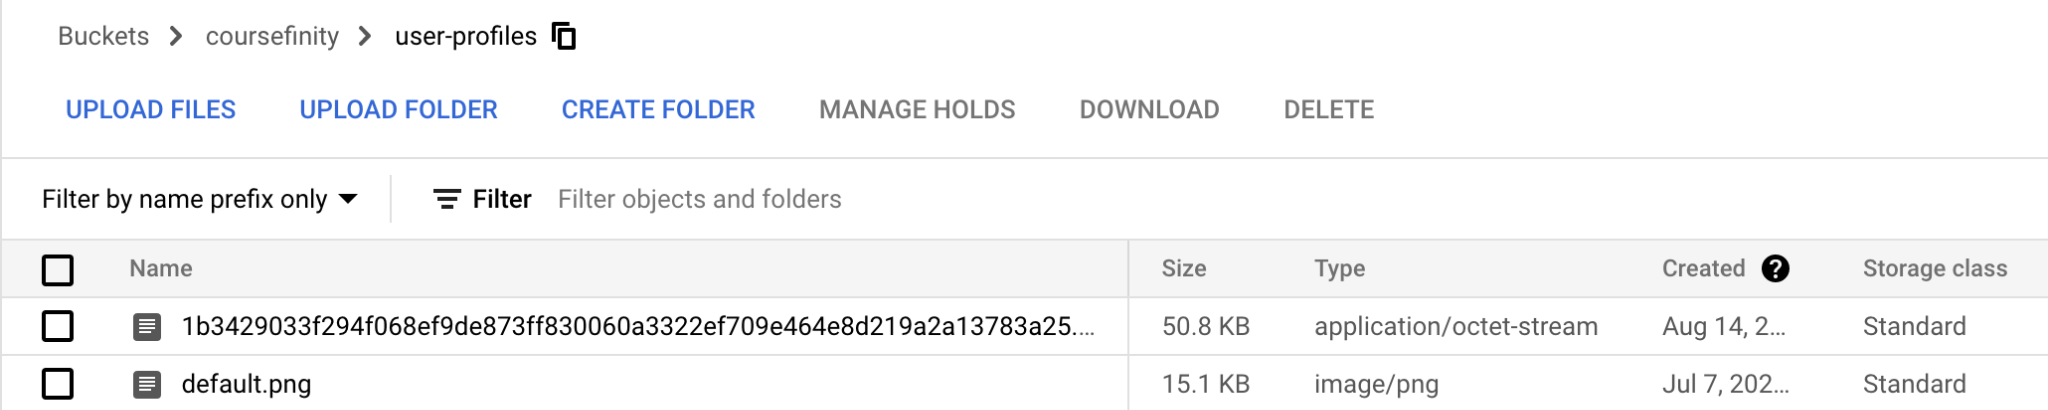 Buckets > coursefinity > user-profiles
UPLOAD FILES UPLOAD FOLDER CREATE FOLDER MANAGE HOLDS DOWNLOAD DELETE
Filter by name prefix only Filter Filter objects and folders
Name Size Type Created ? Storage class
1b3429033f294f068ef9de873ff830060a3322ef709e464e8d219a2a13783a25.... 50.8 KB application/octet-stream Aug 14, 2... Standard
default.png 15.1 KB image/png Jul 7, 202... Standard